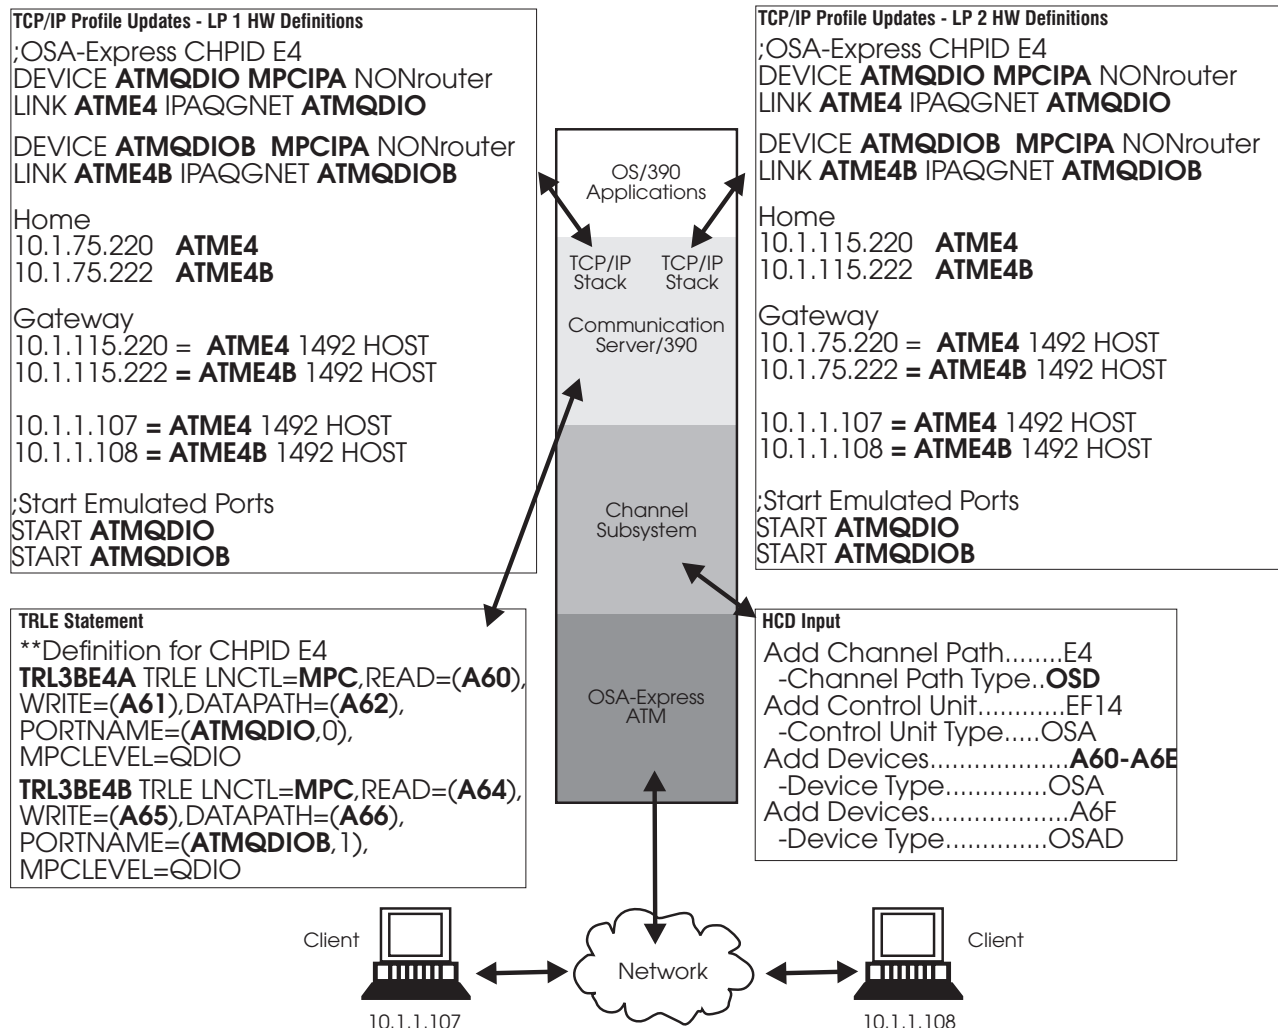 TCP/IP Profile Updates - LP 1 HW Definitions
;OSA-Express CHPID E4
DEVICE ATMQDIO MPCIPA NONrouter
LINK ATME4 IPAQGNET ATMQDIO
DEVICE ATMQDIOB MPCIPA NONrouter
LINK ATME4B IPAQGNET ATMQDIOB
Home
10.1.75.220 ATME4
10.1.75.222 ATME4B
Gateway
10.1.115.220 = ATME4 1492 HOST
10.1.115.222 = ATME4B 1492 HOST
10.1.1.107 = ATME4 1492 HOST
10.1.1.108 = ATME4B 1492 HOST
;Start Emulated Ports
START ATMQDIO
START ATMQDIOB
TCP/IP Profile Updates - LP 2 HW Definitions
;OSA-Express CHPID E4
DEVICE ATMQDIO MPCIPA NONrouter
LINK ATME4 IPAQGNET ATMQDIO
DEVICE ATMQDIOB MPCIPA NONrouter
LINK ATME4B IPAQGNET ATMQDIOB
Home
10.1.115.220 ATME4
10.1.115.222 ATME4B
Gateway
10.1.75.220 = ATME4 1492 HOST
10.1.75.222 = ATME4B 1492 HOST
10.1.1.107 = ATME4 1492 HOST
10.1.1.108 = ATME4B 1492 HOST
;Start Emulated Ports
START ATMQDIO
START ATMQDIOB
OS/390
Applications
TCP/IP
Stack
TCP/IP
Stack
Communication
Server/390
Channel
Subsystem
OSA-Express
ATM
TRLE Statement
**Definition for CHPID E4
TRL3BE4A TRLE LNCTL=MPC,READ=(A60),
WRITE=(A61),DATAPATH=(A62),
PORTNAME=(ATMQDIO,0),
MPCLEVEL=QDIO
TRL3BE4B TRLE LNCTL=MPC,READ=(A64),
WRITE=(A65),DATAPATH=(A66),
PORTNAME=(ATMQDIOB,1),
MPCLEVEL=QDIO
HCD Input
Add Channel Path........E4
-Channel Path Type..OSD
Add Control Unit............EF14
-Control Unit Type.....OSA
Add Devices....................A60-A6E
-Device Type..............OSA
Add Devices....................A6F
-Device Type..............OSAD
Client
Network
Client
10.1.1.107
10.1.1.108